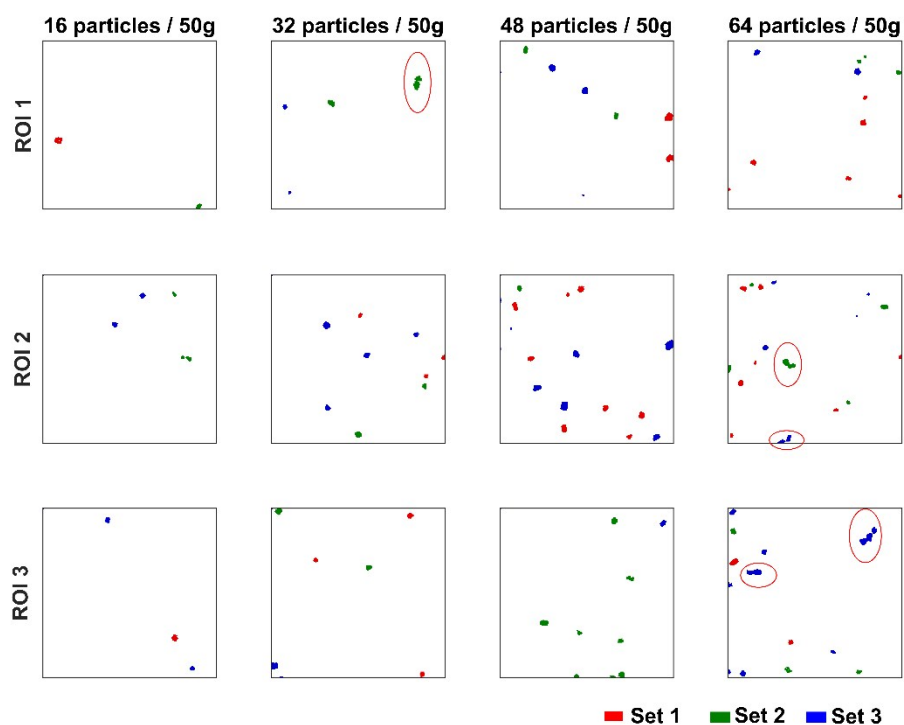 16 particles / 50g 32 particles / 50g 48 particles / 50g 64 particles / 50g
ROI 1
ROI 2
ROI 3
Set 1 Set 2 Set 3